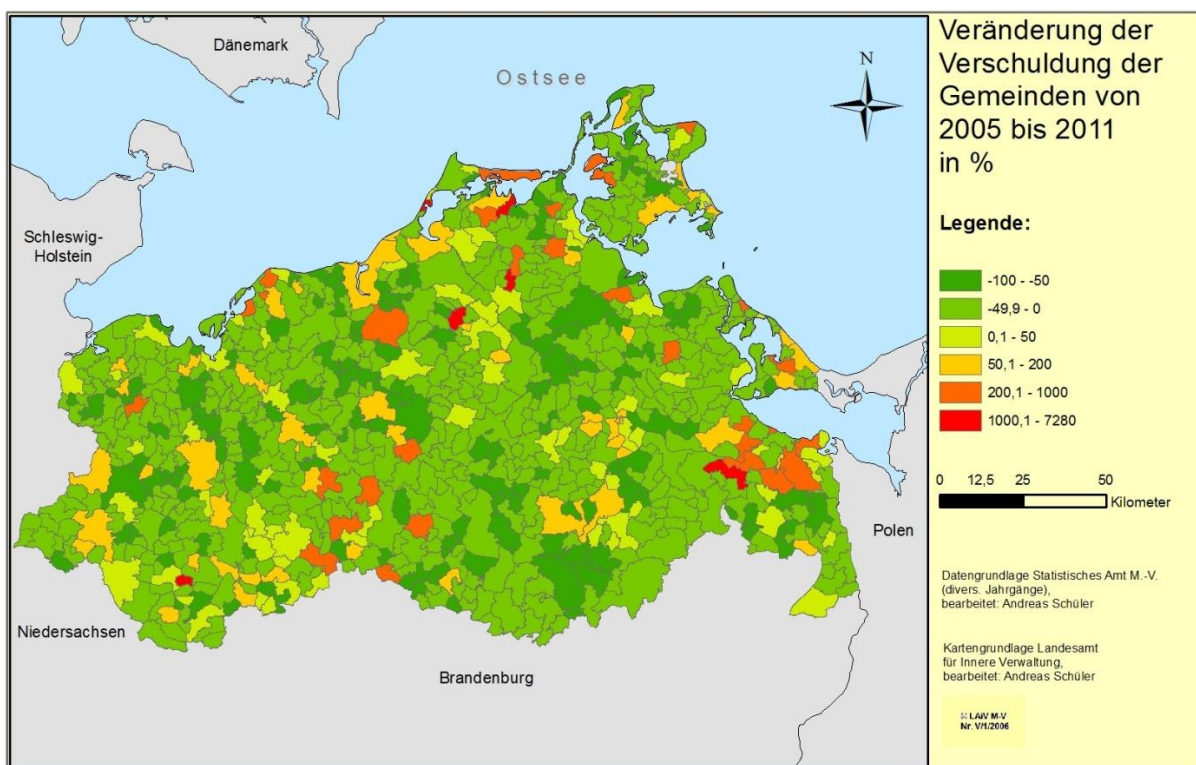 Dänemark
Ostsee
N
Schleswig-
Holstein
Polen
Niedersachsen
Brandenburg
Veränderung der
Verschuldung der
Gemeinden von
2005 bis 2011
in %
Legende:
-100 - -50
-49,9 - 0
0,1 - 50
50,1 - 200
200,1 - 1000
1000,1 - 7280
0 12,5 25 50
Kilometer
Datengrundlage Statistisches Amt M.-V.
(divers. Jahrgänge),
bearbeitet: Andreas Schüler
Kartengrundlage Landesamt
für Innere Verwaltung,
bearbeitet: Andreas Schüler
© LAiV M-V
Nr. V/1/2006